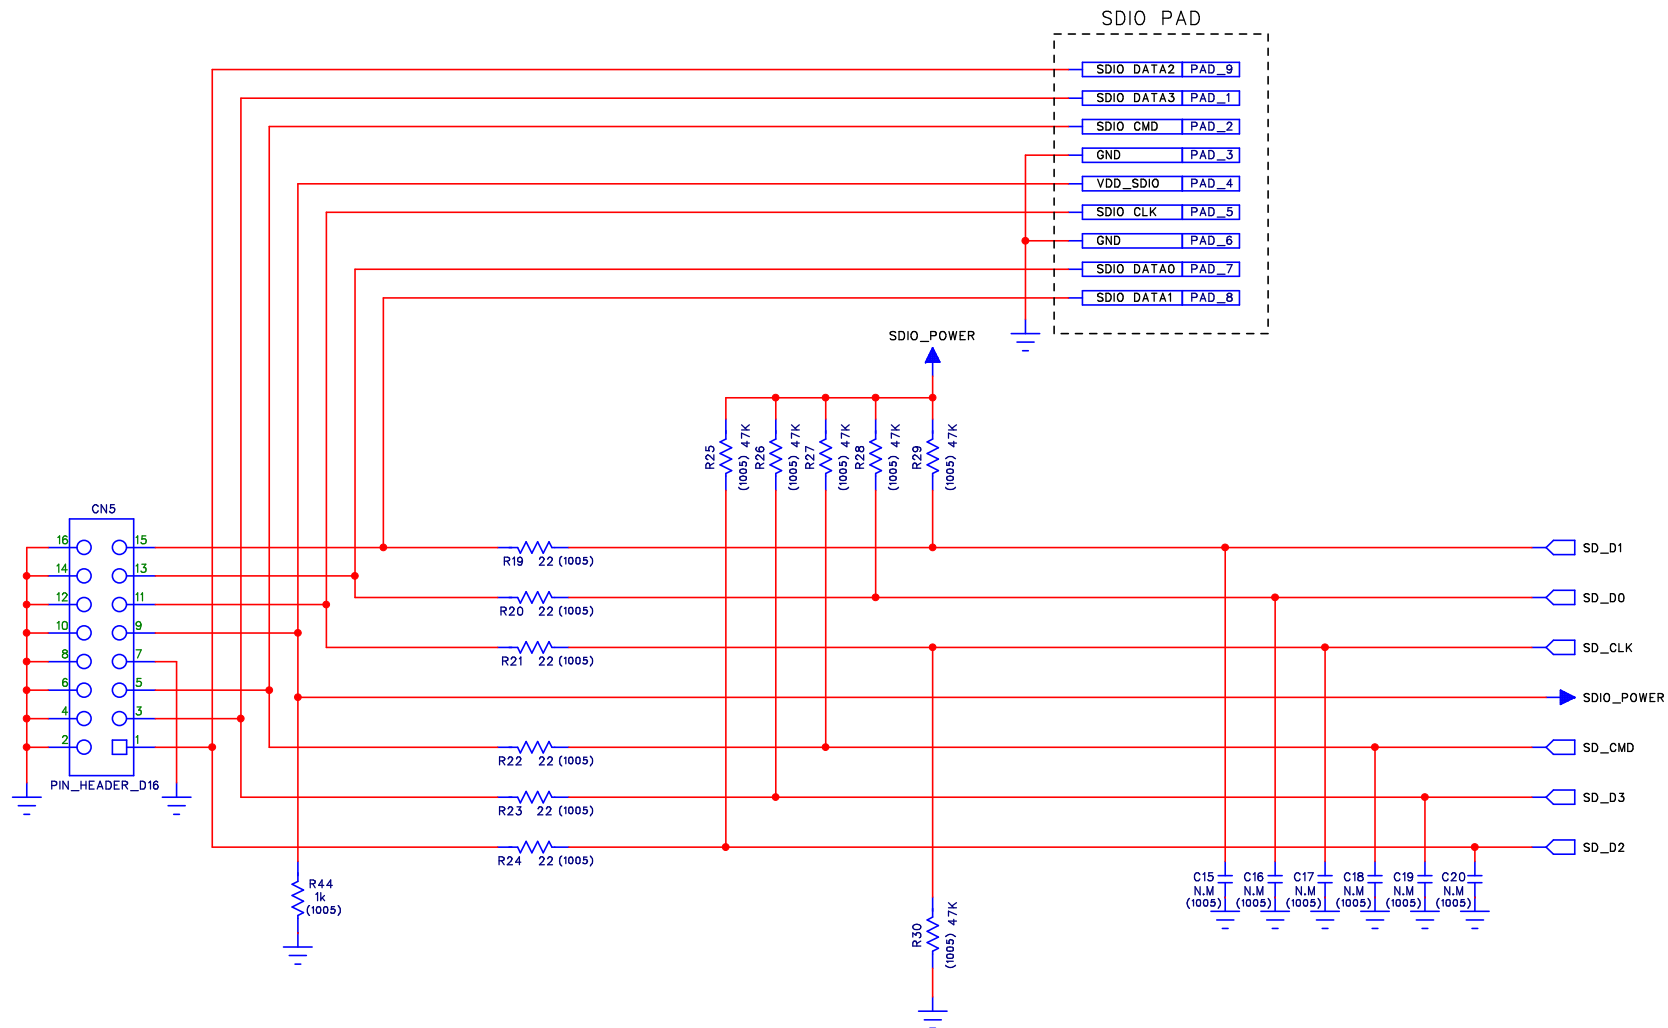 SDIO PAD
SDIO DATA2 PAD_9
SDIO DATA3 PAD_1
SDIO CMD PAD_2
GND PAD_3
VDD_SDIO PAD_4
SDIO CLK PAD_5
GND PAD_6
SDIO DATA0 PAD_7
SDIO DATA1 PAD_8
SDIO_POWER
R25 (1005) 47K
R26 (1005) 47K
R27 (1005) 47K
R28 (1005) 47K
R29 (1005) 47K
CN5
16 15
14 13
12 11
10 9
8 7
6 5
4 3
2 1
PIN_HEADER_D16
R19 22 (1005)
R20 22 (1005)
R21 22 (1005)
R22 22 (1005)
R23 22 (1005)
R24 22 (1005)
SD_D1
SD_D0
SD_CLK
SDIO_POWER
SD_CMD
SD_D3
SD_D2
R44
1k
(1005)
R30 (1005) 47K
C15
N.M
(1005)
C16
N.M
(1005)
C17
N.M
(1005)
C18
N.M
(1005)
C19
N.M
(1005)
C20
N.M
(1005)